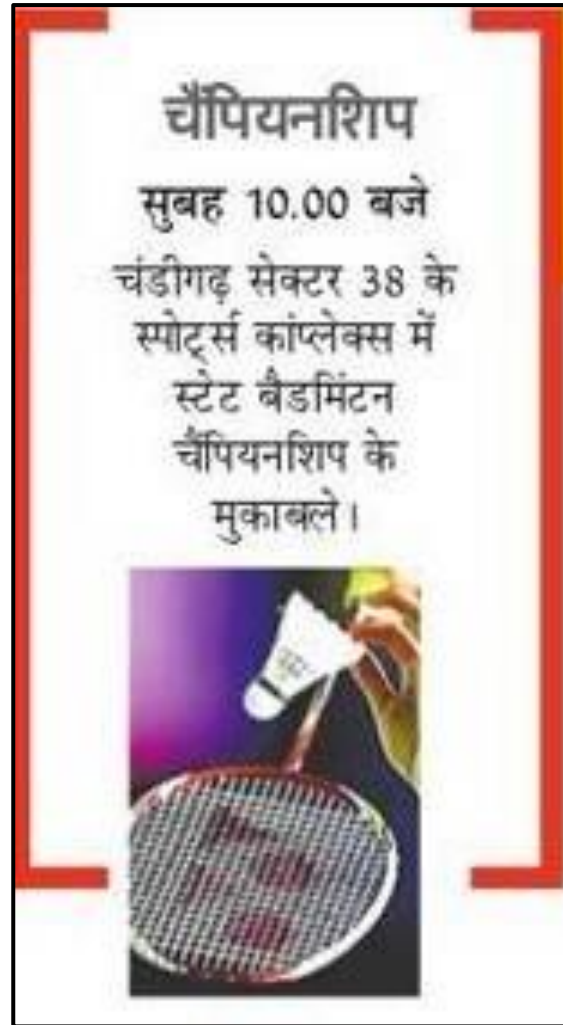 चैंपियनशिप
सुबह 10.00 बजे
चंडीगढ़ सेक्टर 38 के
स्पोर्ट्स कांप्लेक्स में
स्टेट बैडमिंटन
चैंपियनशिप के
मुकाबले।